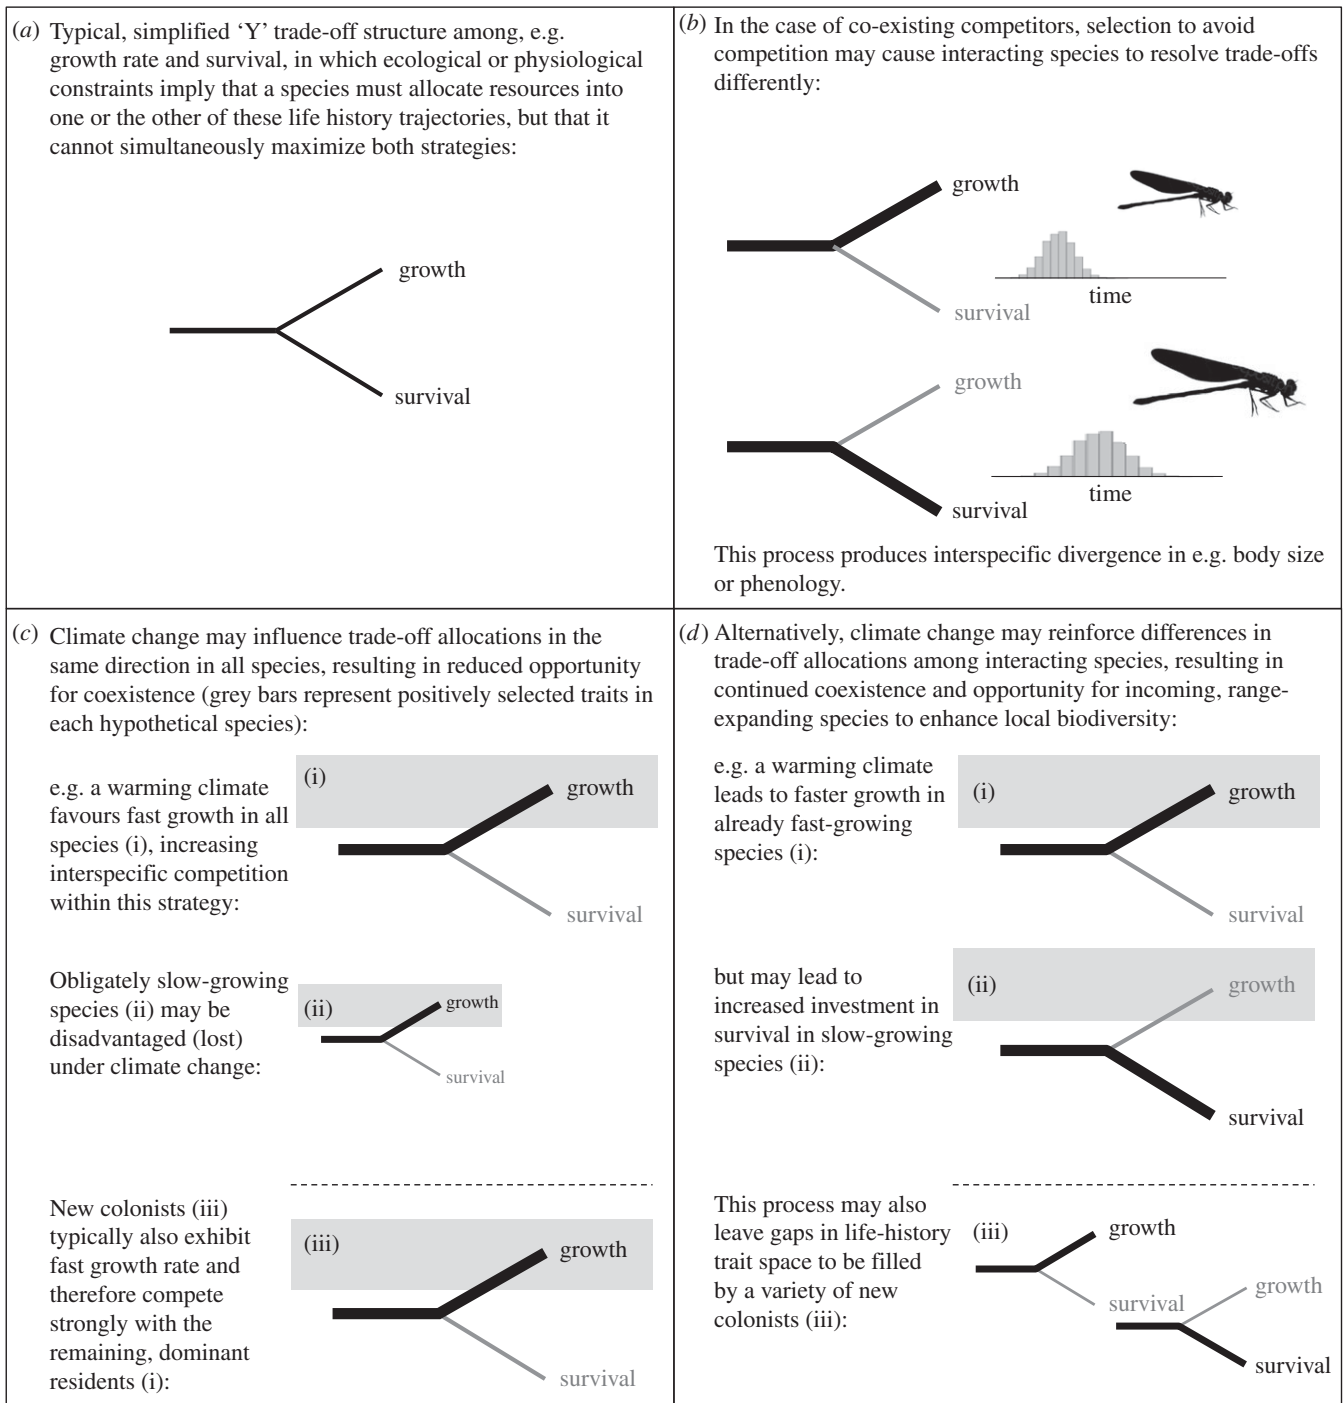 (a) Typical, simplified ‘Y’ trade-off structure among, e.g.
growth rate and survival, in which ecological or physiological
constraints imply that a species must allocate resources into
one or the other of these life history trajectories, but that it
cannot simultaneously maximize both strategies:
growth
survival
(b) In the case of co-existing competitors, selection to avoid
competition may cause interacting species to resolve trade-offs
differently:
growth
survival
time
growth
survival
time
This process produces interspecific divergence in e.g. body size
or phenology.
(c) Climate change may influence trade-off allocations in the
same direction in all species, resulting in reduced opportunity
for coexistence (grey bars represent positively selected traits in
each hypothetical species):
e.g. a warming climate
favours fast growth in all
species (i), increasing
interspecific competition
within this strategy:
(i)
growth
survival
Obligately slow-growing
species (ii) may be
disadvantaged (lost)
under climate change:
(ii)
growth
survival
New colonists (iii)
typically also exhibit
fast growth rate and
therefore compete
strongly with the
remaining, dominant
residents (i):
(iii)
growth
survival
(d) Alternatively, climate change may reinforce differences in
trade-off allocations among interacting species, resulting in
continued coexistence and opportunity for incoming, range-
expanding species to enhance local biodiversity:
e.g. a warming climate
leads to faster growth in
already fast-growing
species (i):
(i)
growth
survival
but may lead to
increased investment in
survival in slow-growing
species (ii):
(ii)
growth
survival
This process may also
leave gaps in life-history
trait space to be filled
by a variety of new
colonists (iii):
(iii)
growth
survival
growth
survival